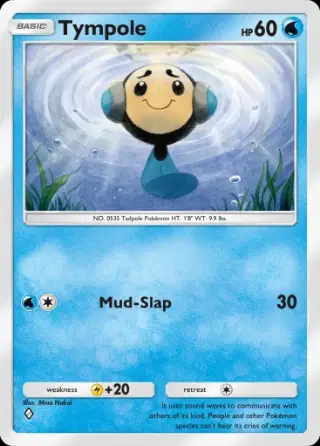 BASIC Tympole HP 60
NO. 0535 Tadpole Pokémon HT: 1'8" WT: 9.9 lbs.
Mud-Slap 30
weakness +20 retreat
Illus. Mina Nakai
It uses sound waves to communicate with
others of its kind. People and other Pokémon
species can't hear its cries of warning.